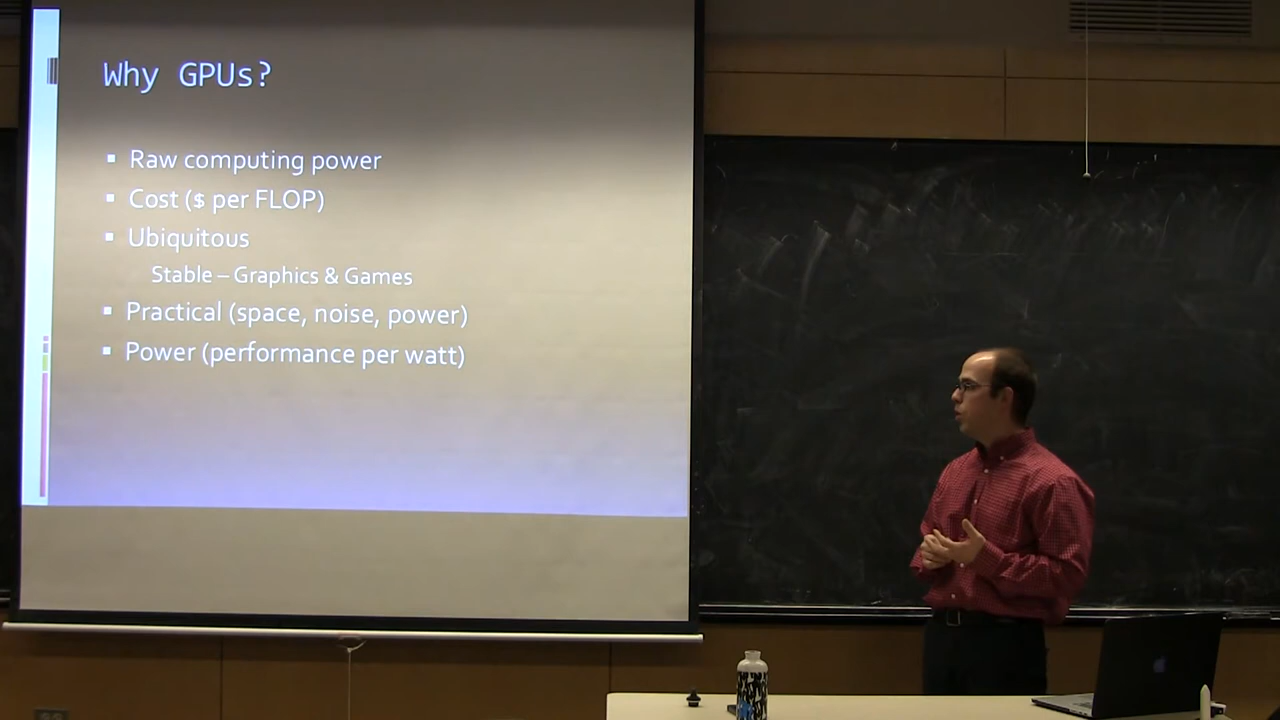 Why GPUs?
▪ Raw computing power
▪ Cost ($ per FLOP)
▪ Ubiquitous
Stable – Graphics & Games
▪ Practical (space, noise, power)
▪ Power (performance per watt)